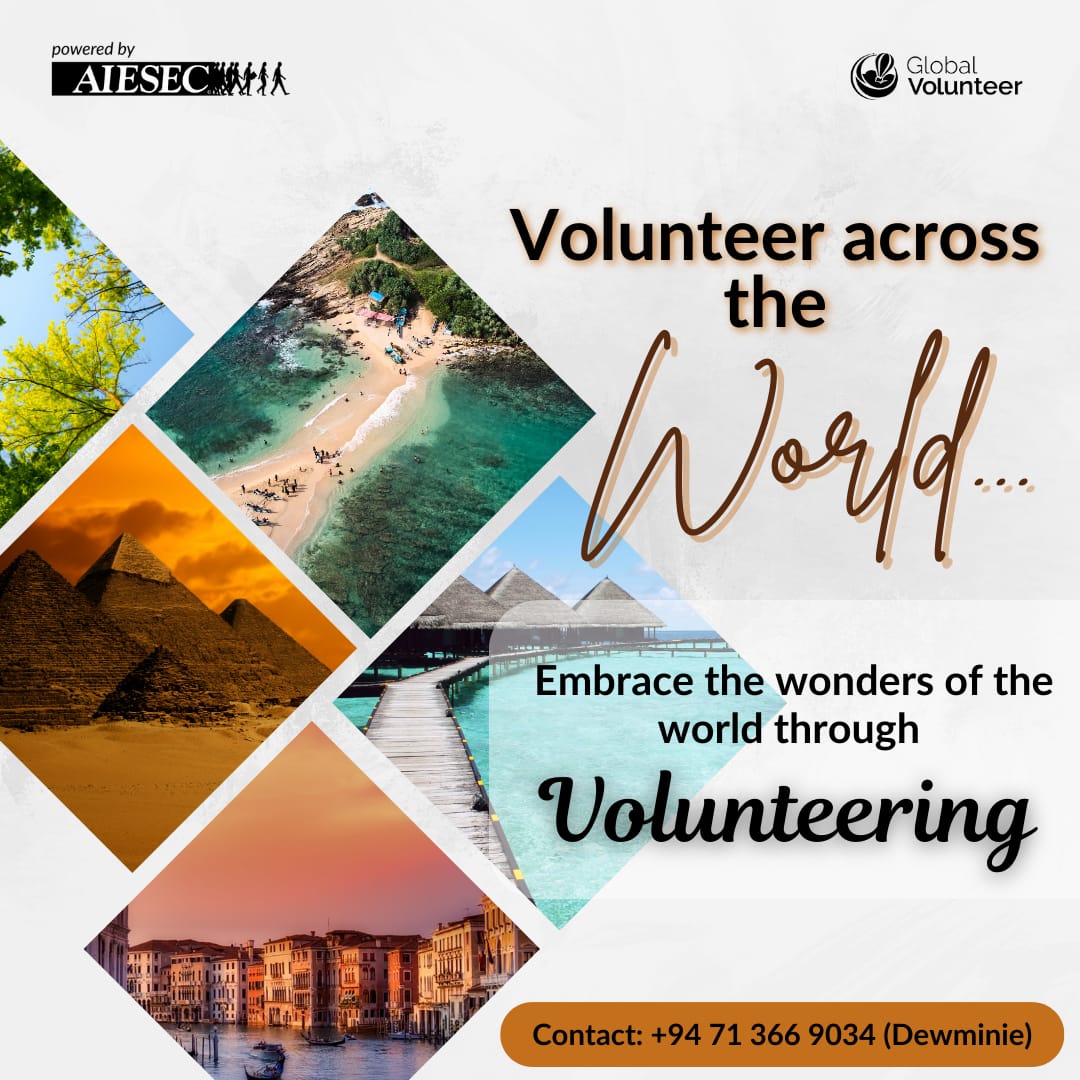 powered by
AIESEC
Global
Volunteer
Volunteer across
the
World...
Embrace the wonders of the
world through
Volunteering
Contact: +94 71 366 9034 (Dewminie)